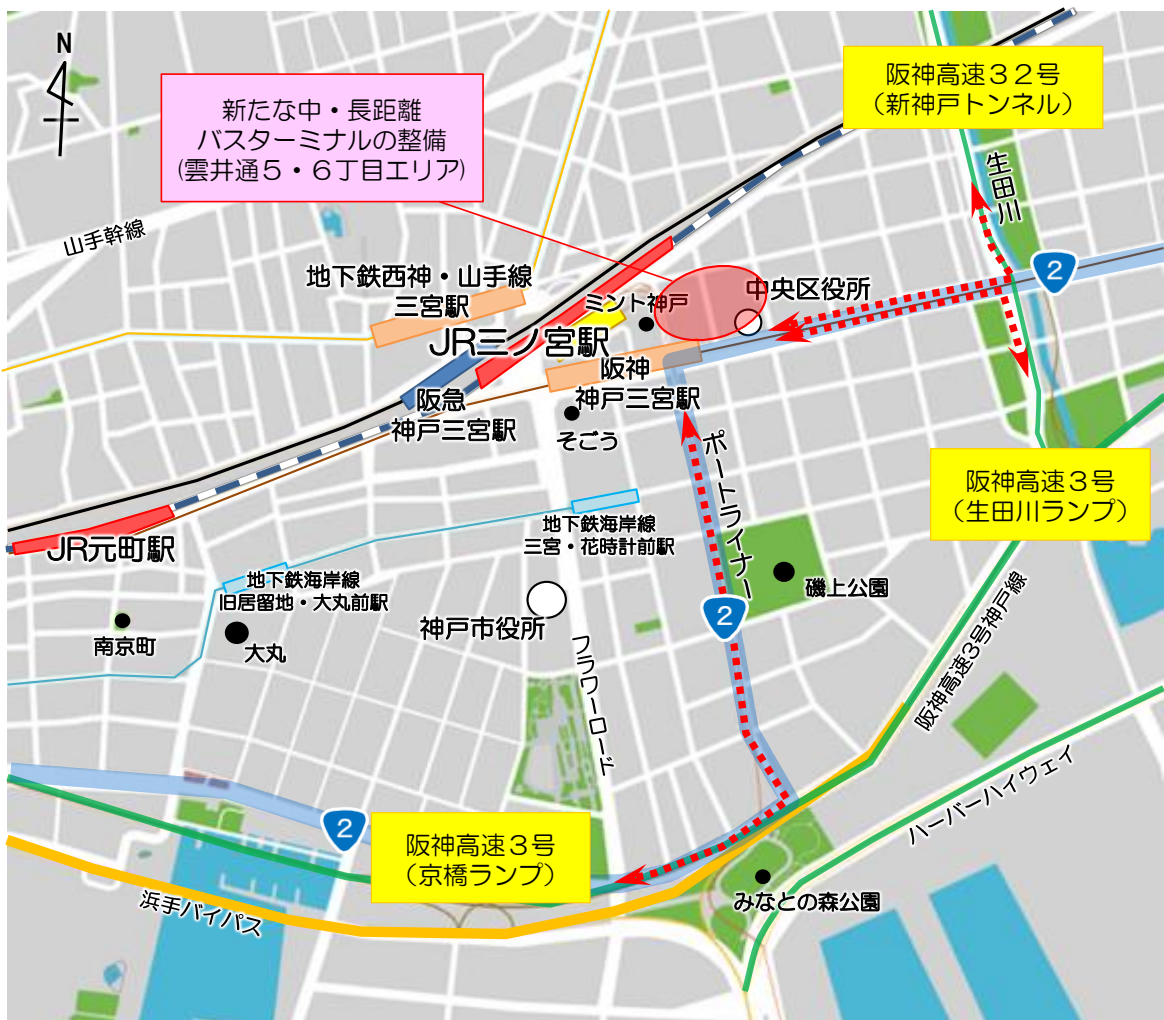 N
新たな中・長距離
バスターミナルの整備
(雲井通５・６丁目エリア)
阪神高速３２号
（新神戸トンネル）
生田川
山手幹線
地下鉄西神・山手線
三宮駅
ミント神戸
中央区役所
2
JR三ノ宮駅
阪神
神戸三宮駅
阪急
神戸三宮駅
そごう
ポートライナー
阪神高速３号
（生田川ランプ）
JR元町駅
地下鉄海岸線
三宮・花時計前駅
地下鉄海岸線
旧居留地・大丸前駅
磯上公園
2
神戸市役所
南京町
大丸
フラワーロード
阪神高速3号神戸線
ハーバーハイウェイ
2
阪神高速３号
（京橋ランプ）
みなとの森公園
浜手バイパス